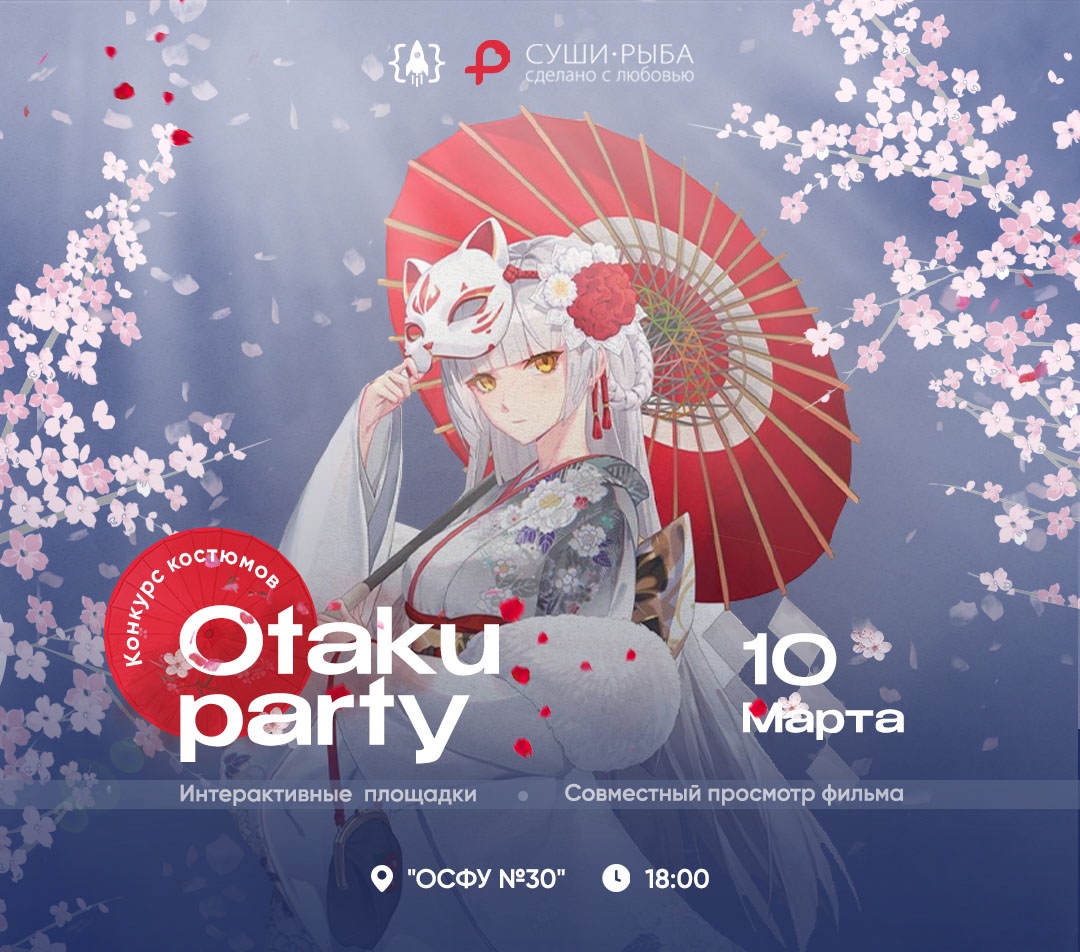 СУШИ·РЫБА
сделано с любовью
Конкурс костюмов
Otaku
party
10
Марта
Интерактивные площадки • Совместный просмотр фильма
"ОСФУ №30" 18:00